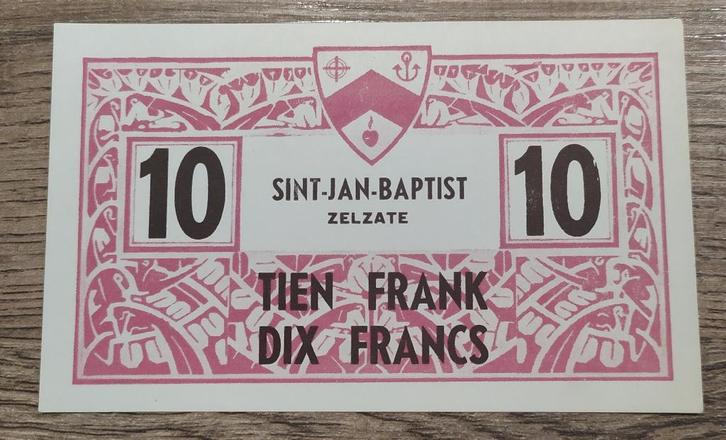 10
SINT-JAN-BAPTIST
ZELZATE
10
TIEN FRANK
DIX FRANCS